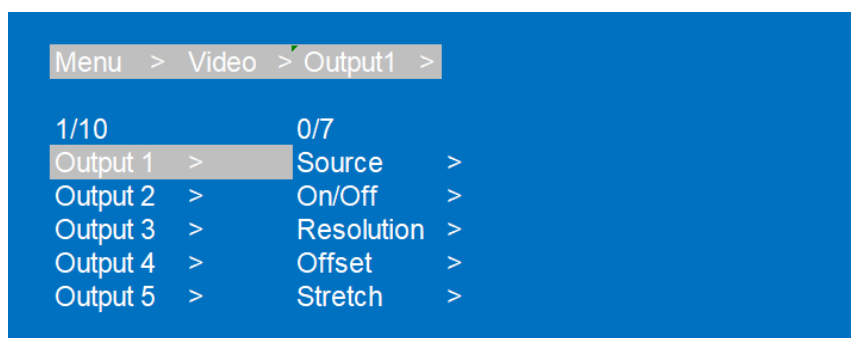 Menu > Video > Output1 >
1/10 0/7
Output 1 > Source >
Output 2 > On/Off >
Output 3 > Resolution >
Output 4 > Offset >
Output 5 > Stretch >